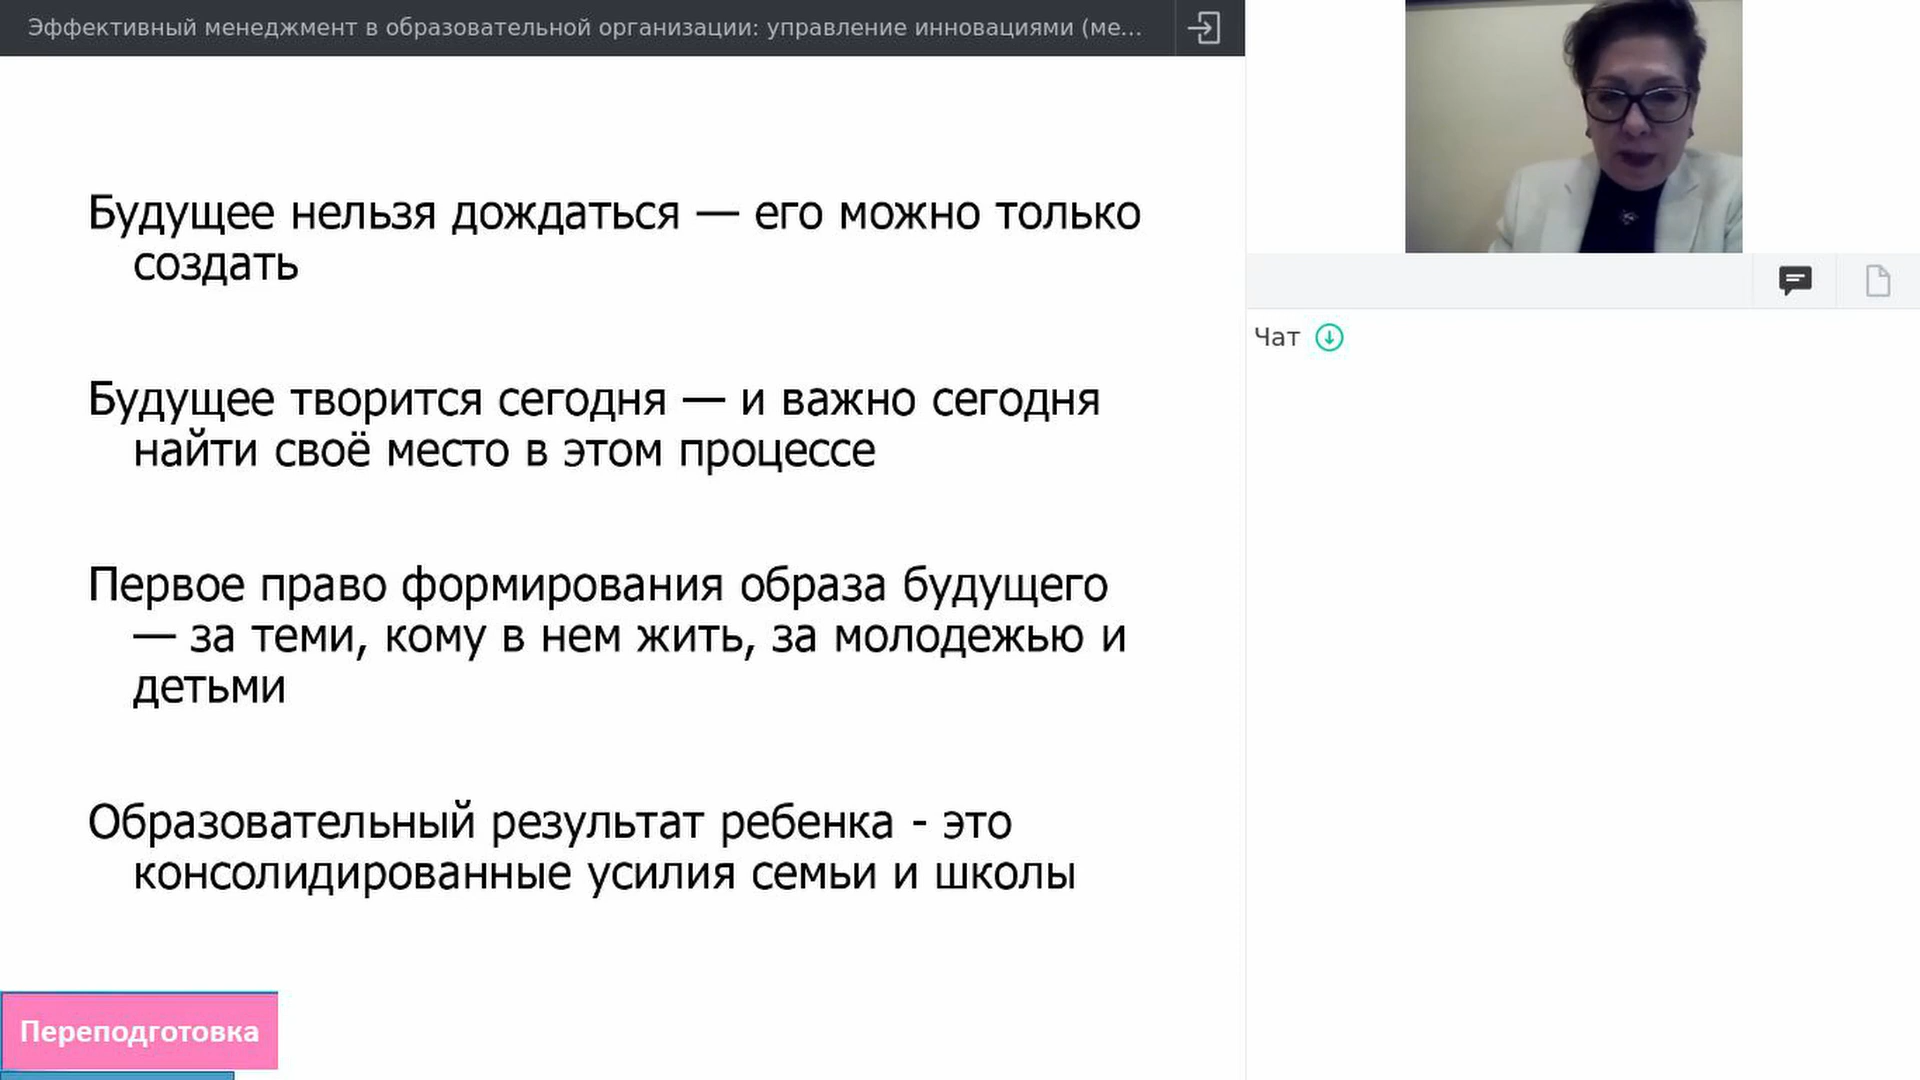 Эффективный менеджмент в образовательной организации: управление инновациями (ме...
Будущее нельзя дождаться — его можно только
создать
Будущее творится сегодня — и важно сегодня
найти своё место в этом процессе
Первое право формирования образа будущего
— за теми, кому в нем жить, за молодежью и
детьми
Образовательный результат ребенка - это
консолидированные усилия семьи и школы
Переподготовка
Чат